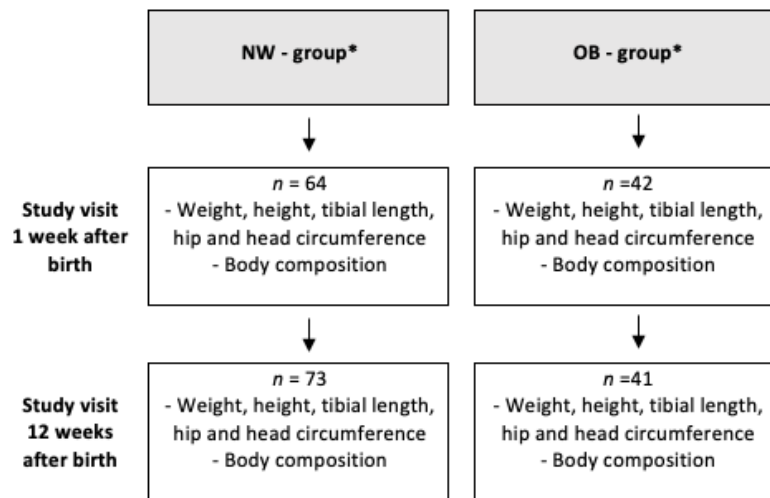 NW - group*
OB - group*
Study visit
1 week after
birth
n = 64
- Weight, height, tibial length,
hip and head circumference
- Body composition
n =42
- Weight, height, tibial length,
hip and head circumference
- Body composition
Study visit
12 weeks
after birth
n = 73
- Weight, height, tibial length,
hip and head circumference
- Body composition
n =41
- Weight, height, tibial length,
hip and head circumference
- Body composition